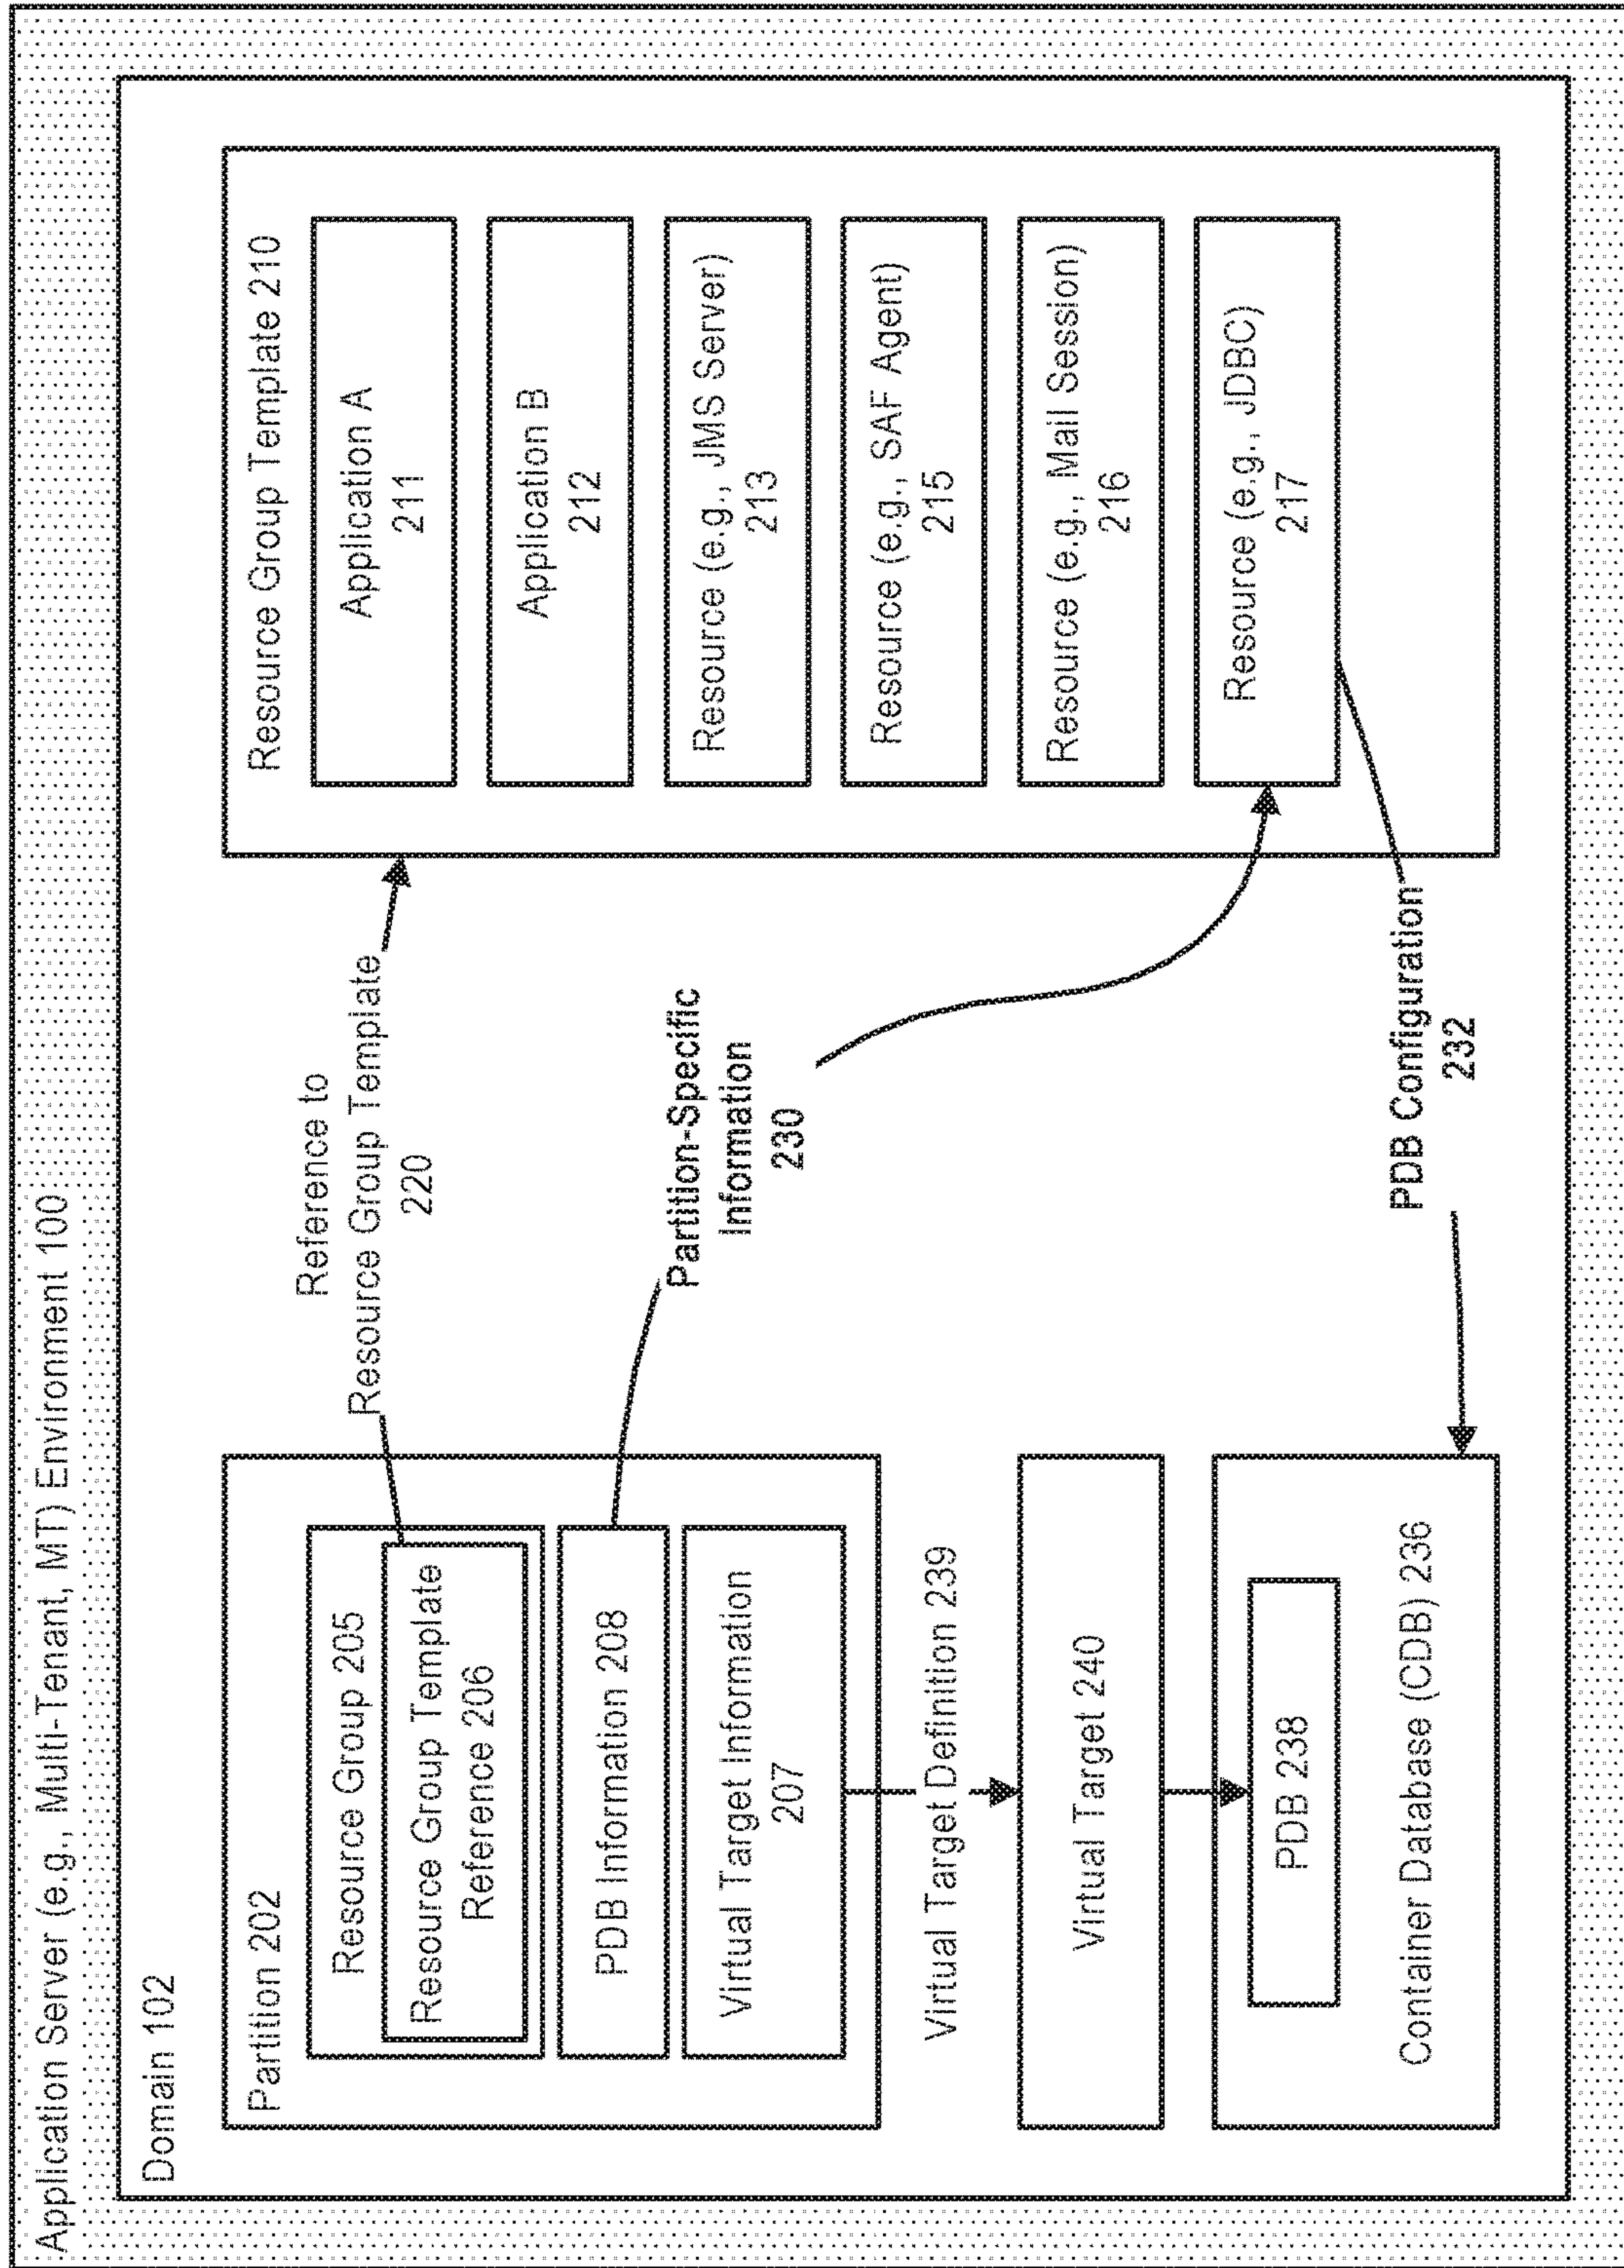 Application Server (e.g., Multi-Tenant, MT) Environment 100
Domain 102
Partition 202
Resource Group 205
Resource Group Template
Reference 206
PDB Information 208
Virtual Target Information
207
Virtual Target Definition 239
Virtual Target 240
PDB 238
Container Database (CDB) 236
Reference to
Resource Group Template
220
Partition-Specific
Information
230
PDB Configuration
232
Resource Group Template 210
Application A
211
Application B
212
Resource (e.g., JMS Server)
213
Resource (e.g., SAF Agent)
215
Resource (e.g., Mail Session)
216
Resource (e.g., JDBC)
217